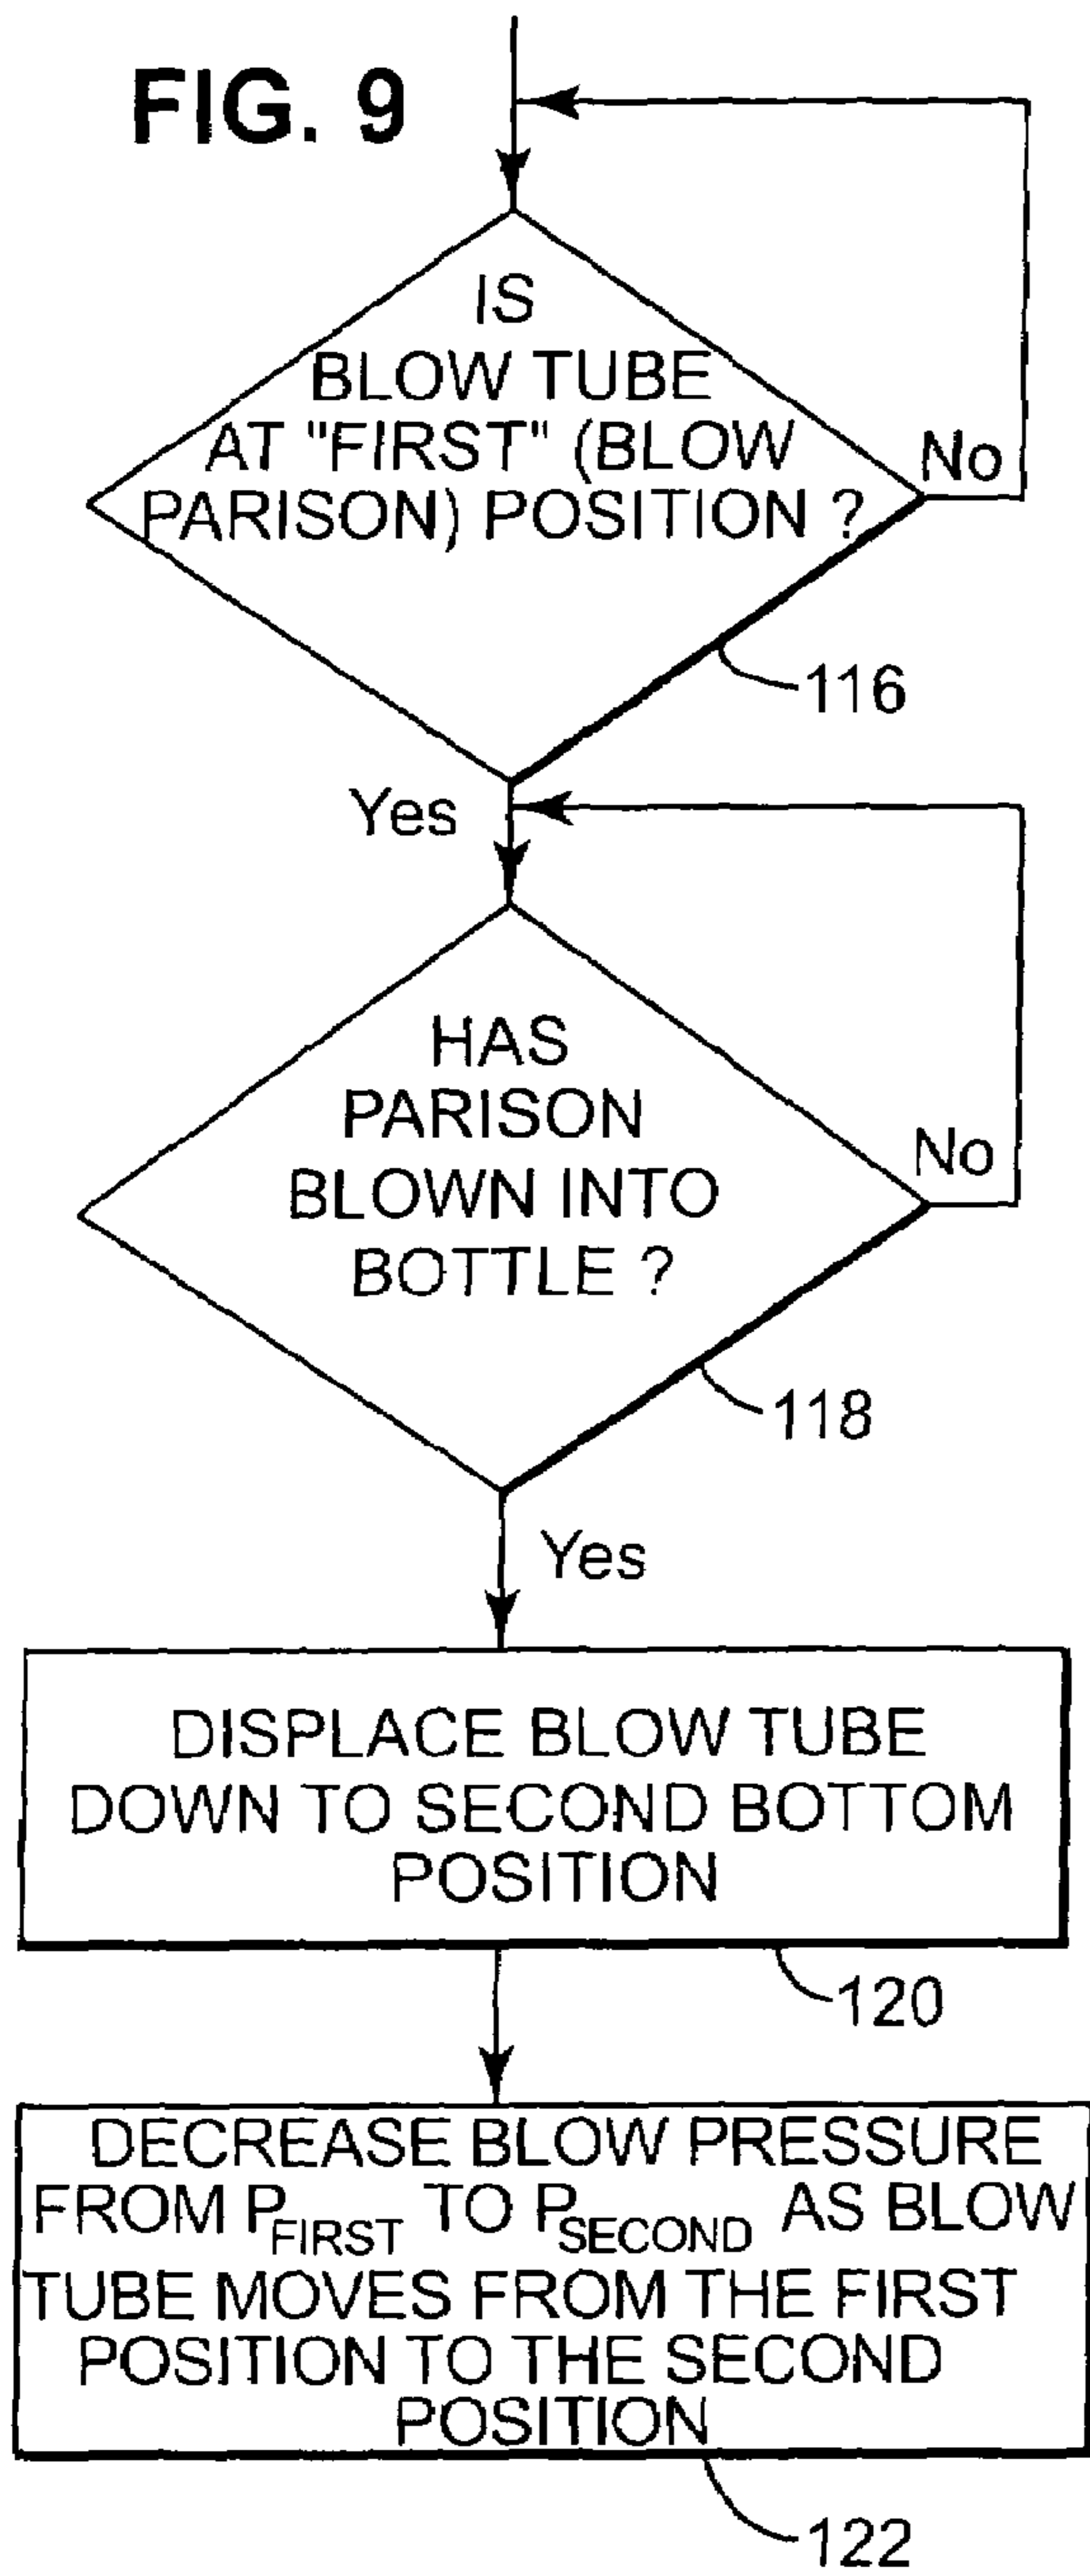 FIG. 9
IS
BLOW TUBE
AT "FIRST" (BLOW
PARISON) POSITION ?
No
116
Yes
HAS
PARISON
BLOWN INTO
BOTTLE ?
No
118
Yes
DISPLACE BLOW TUBE
DOWN TO SECOND BOTTOM
POSITION
120
DECREASE BLOW PRESSURE
FROM PFIRST TO PSECOND AS BLOW
TUBE MOVES FROM THE FIRST
POSITION TO THE SECOND
POSITION
122